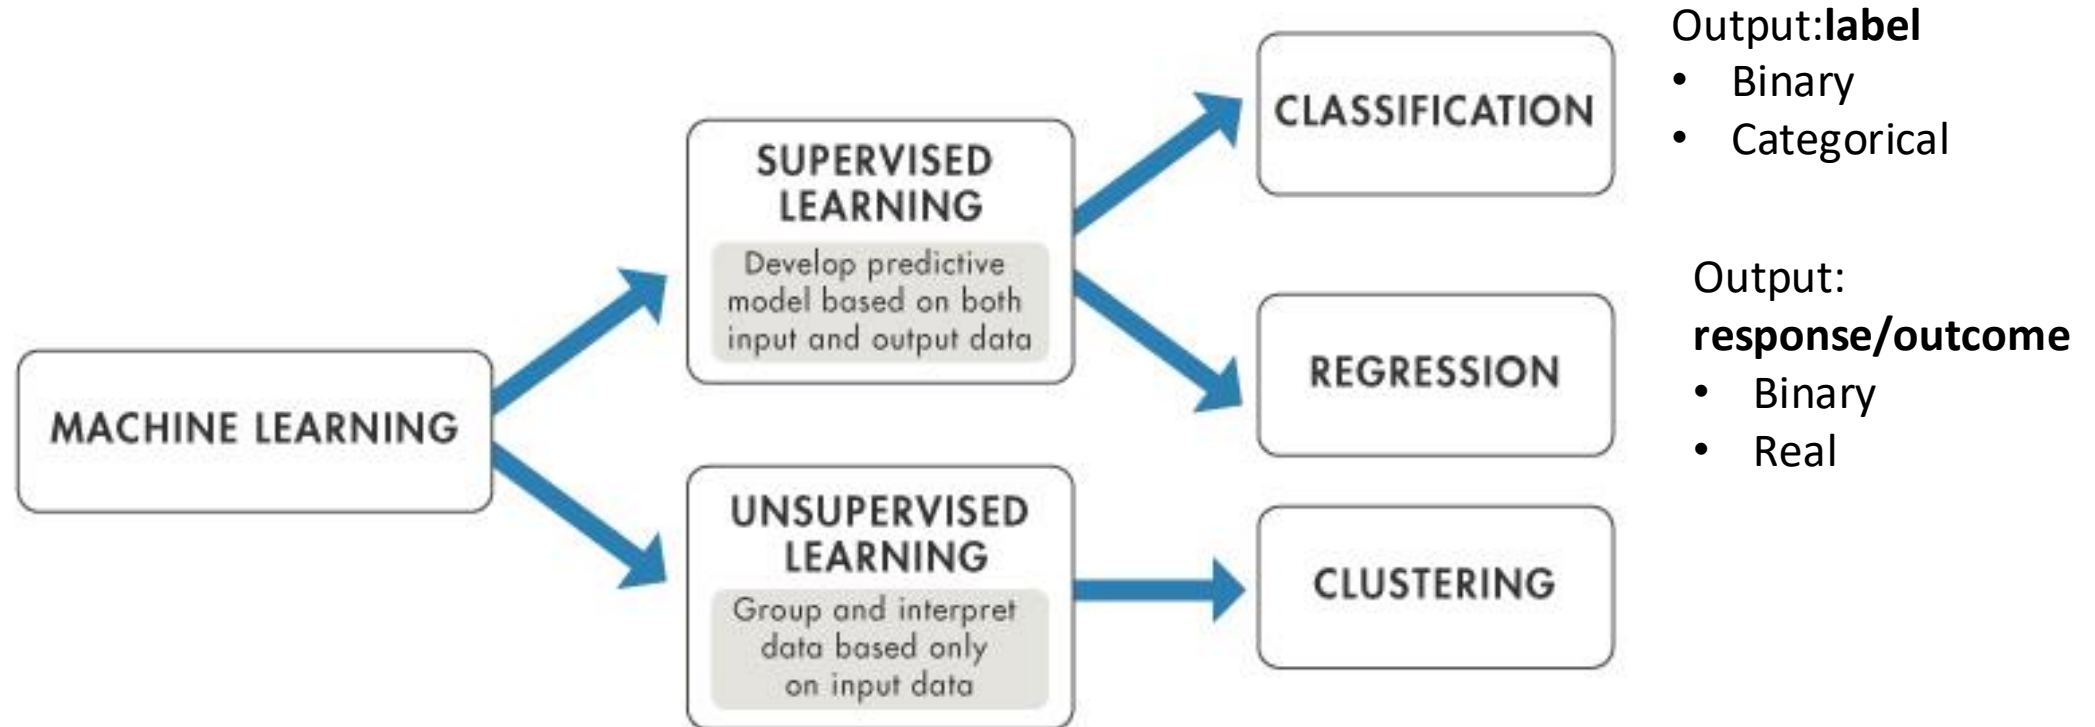 MACHINE LEARNING
SUPERVISED
LEARNING
Develop predictive
model based on both
input and output data
UNSUPERVISED
LEARNING
Group and interpret
data based only
on input data
CLASSIFICATION
Output:label
• Binary
• Categorical
REGRESSION
Output:
response/outcome
• Binary
• Real
CLUSTERING